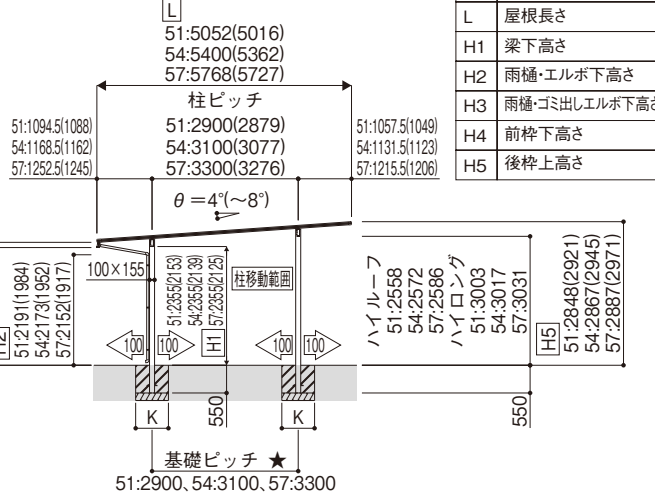 L
51:5052(5016)
54:5400(5362)
57:5768(5727)
柱ピッチ
51:1094.5(1088)
54:1168.5(1162)
57:1252.5(1245)
51:2900(2879)
54:3100(3077)
57:3300(3276)
51:1057.5(1049)
54:1131.5(1123)
57:1215.5(1206)
L 屋根長さ
H1 梁下高さ
H2 雨樋・エルボ下高さ
H3 雨樋・ゴミ出しエルボ下高さ
H4 前枠下高さ
H5 後枠上高さ
θ=4°(～8°)
H2
51:2191(1984)
54:2173(1952)
57:2152(1917)
100×155
51:2355(2153)
54:2355(2139)
57:2355(2125)
H1
柱移動範囲
ハイルーフ
51:2558
54:2572
57:2586
ハイロング
51:3003
54:3017
57:3031
H5
51:2848(2921)
54:2867(2945)
57:2887(2971)
100 100
100 100
550
550
K
K
基礎ピッチ ★
51:2900、54:3100、57:3300